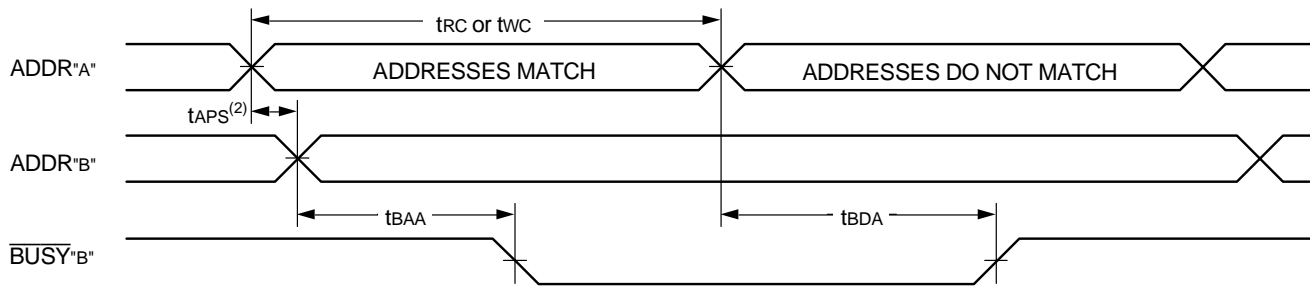 tRC or tWC
ADDR"A"
ADDRESSES MATCH
ADDRESSES DO NOT MATCH
tAPS(2)
ADDR"B"
tBAA
tBDA
BUSY"B"